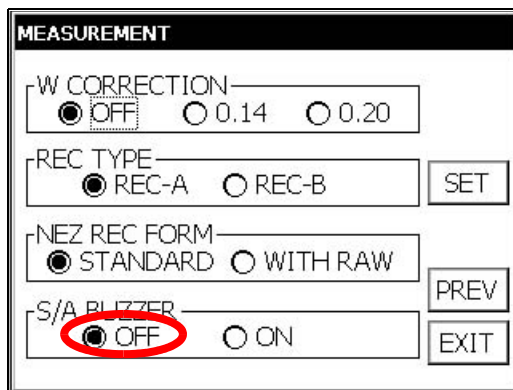 MEASUREMENT
W CORRECTION
OFF 0.14 0.20
REC TYPE
REC-A REC-B
SET
NEZ REC FORM
STANDARD WITH RAW
PREV
S/A BUZZER
OFF ON
EXIT